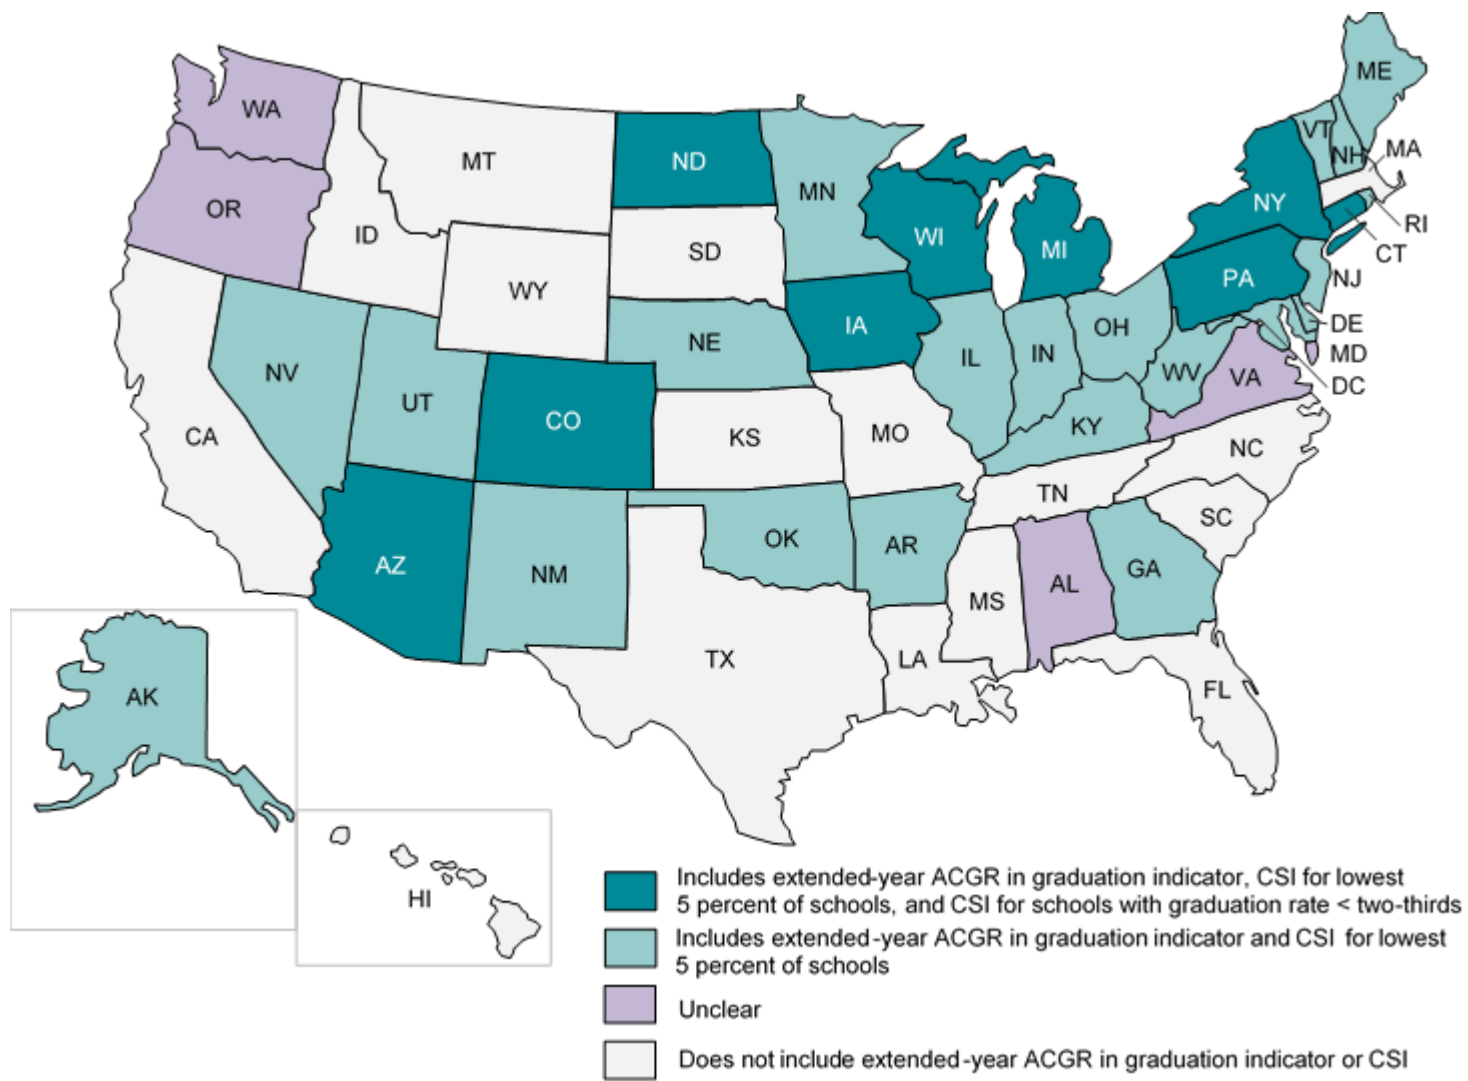 ME
WA
VT
NH
MA
MT
ND
MN
OR
NY
RI
ID
SD
WI
MI
CT
WY
PA
NJ
NE
IA
OH
DE
IL
IN
MD
NV
WV
VA
DC
UT
CO
KY
CA
KS
MO
NC
TN
SC
OK
AR
AZ
NM
GA
AL
MS
TX
LA
FL
AK
HI
Includes extended-year ACGR in graduation indicator, CSI for lowest
5 percent of schools, and CSI for schools with graduation rate < two-thirds
Includes extended-year ACGR in graduation indicator and CSI for lowest
5 percent of schools
Unclear
Does not include extended-year ACGR in graduation indicator or CSI